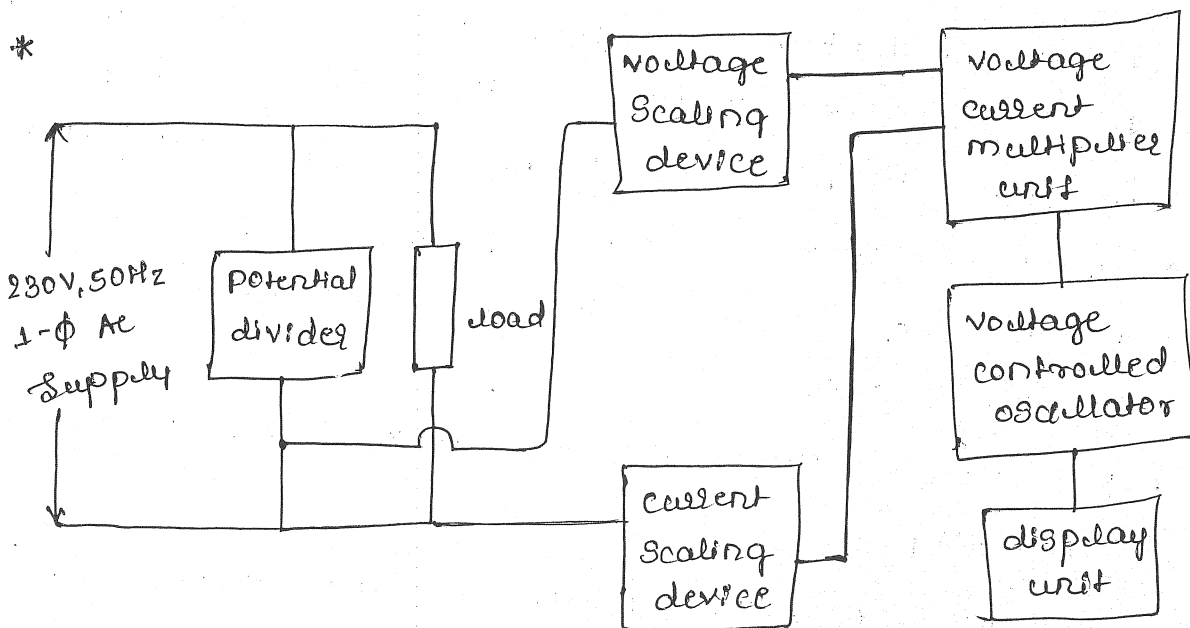 *
230V, 50Hz
1-φ AC
Supply
potential
divider
load
voltage
scaling
device
current
scaling
device
voltage
current
multiplier
unit
voltage
controlled
oscillator
display
unit